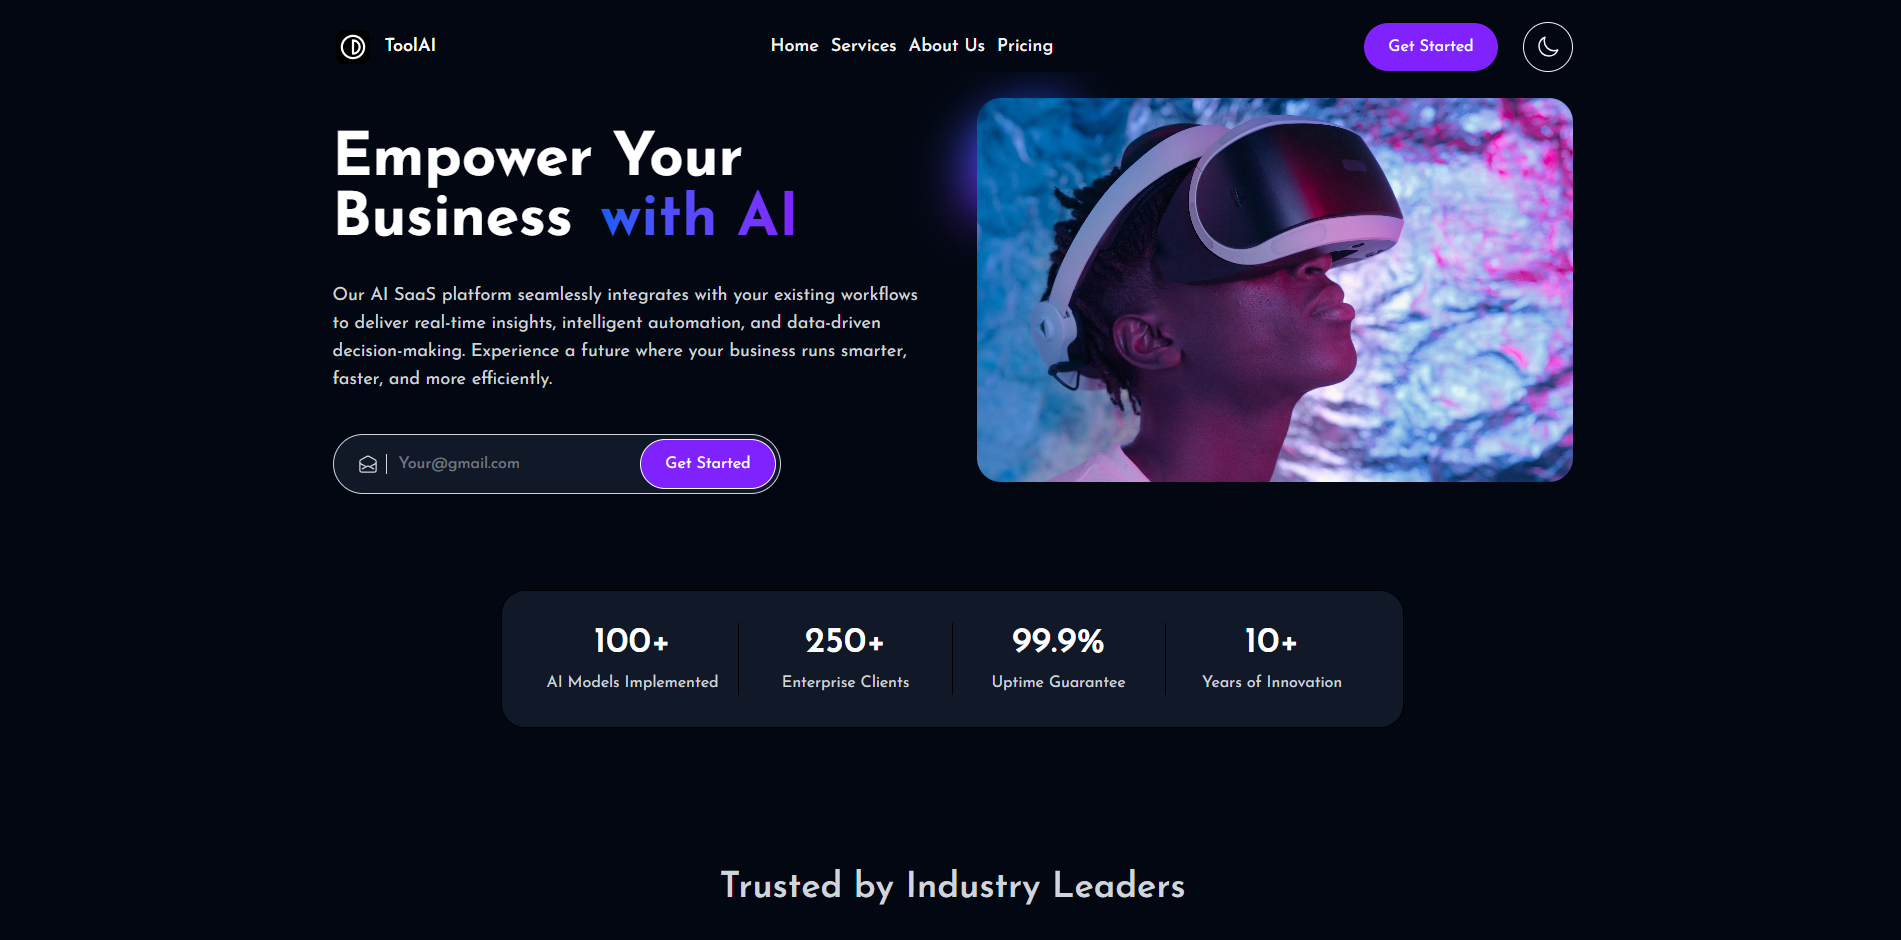 ToolAI
Home Services About Us Pricing
Get Started
Empower Your
Business with AI
Our AI SaaS platform seamlessly integrates with your existing workflows
to deliver real-time insights, intelligent automation, and data-driven
decision-making. Experience a future where your business runs smarter,
faster, and more efficiently.
Your@gmail.com
Get Started
100+
AI Models Implemented
250+
Enterprise Clients
99.9%
Uptime Guarantee
10+
Years of Innovation
Trusted by Industry Leaders